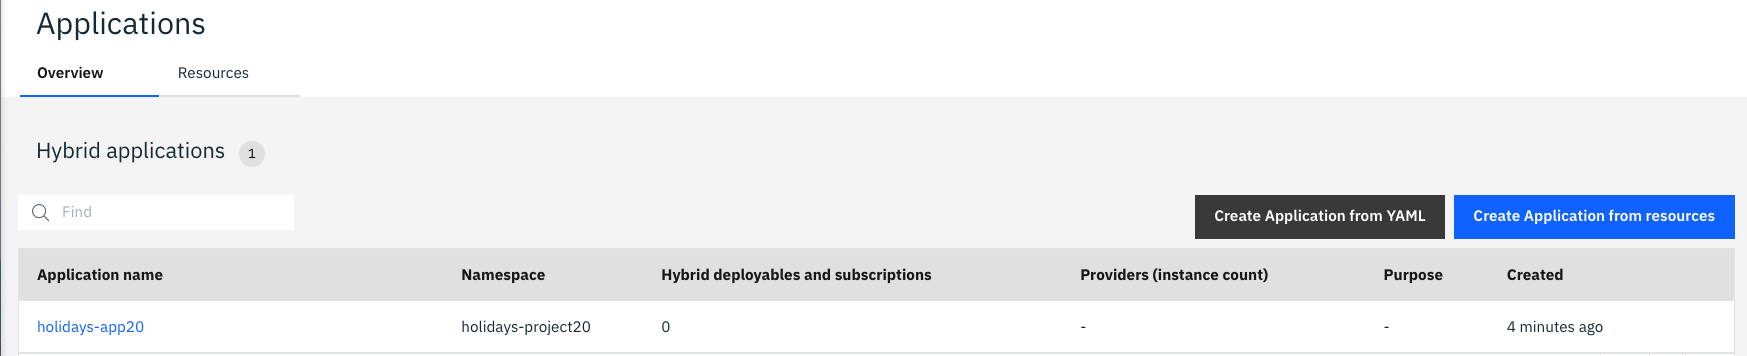 Applications
Overview Resources
Hybrid applications 1
Find
Create Application from YAML Create Application from resources
Application name Namespace Hybrid deployables and subscriptions Providers (instance count) Purpose Created
holidays-app20 holidays-project20 0 - - 4 minutes ago